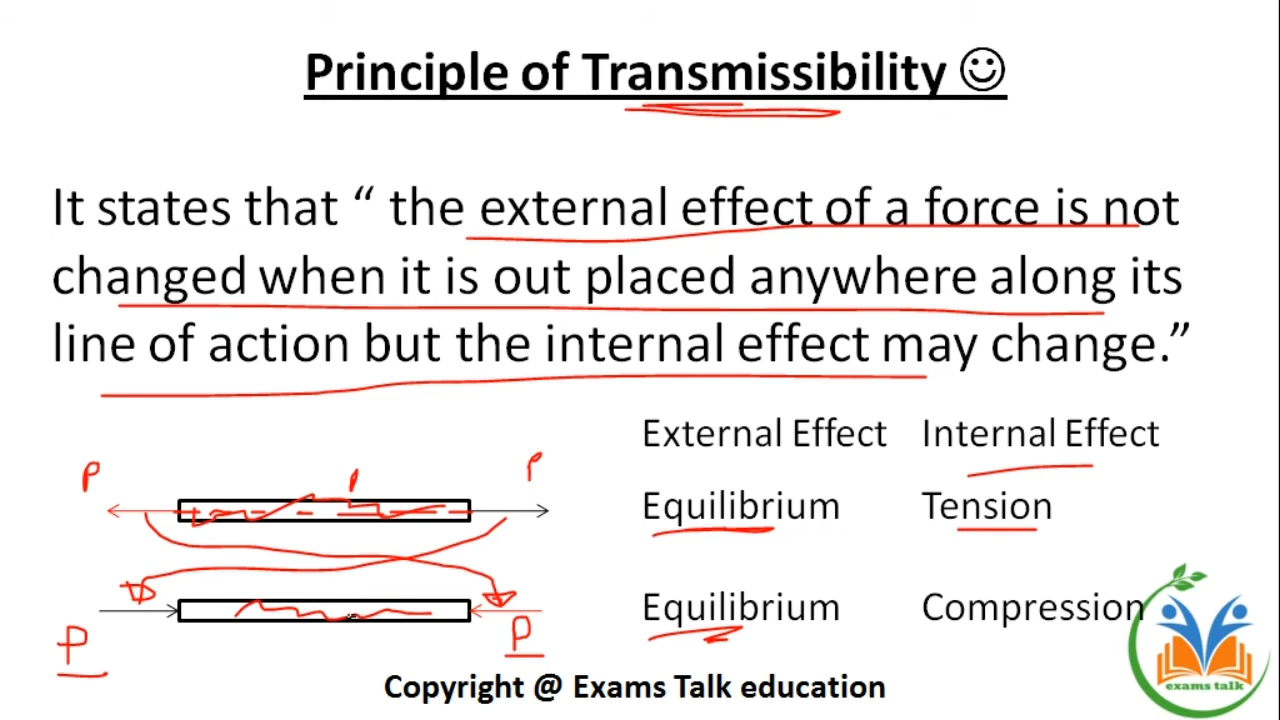 Principle of Transmissibility ☺
It states that “ the external effect of a force is not
changed when it is out placed anywhere along its
line of action but the internal effect may change.”
External Effect Internal Effect
P P
Equilibrium Tension
Equilibrium Compression
P P
Copyright @ Exams Talk education
exams talk